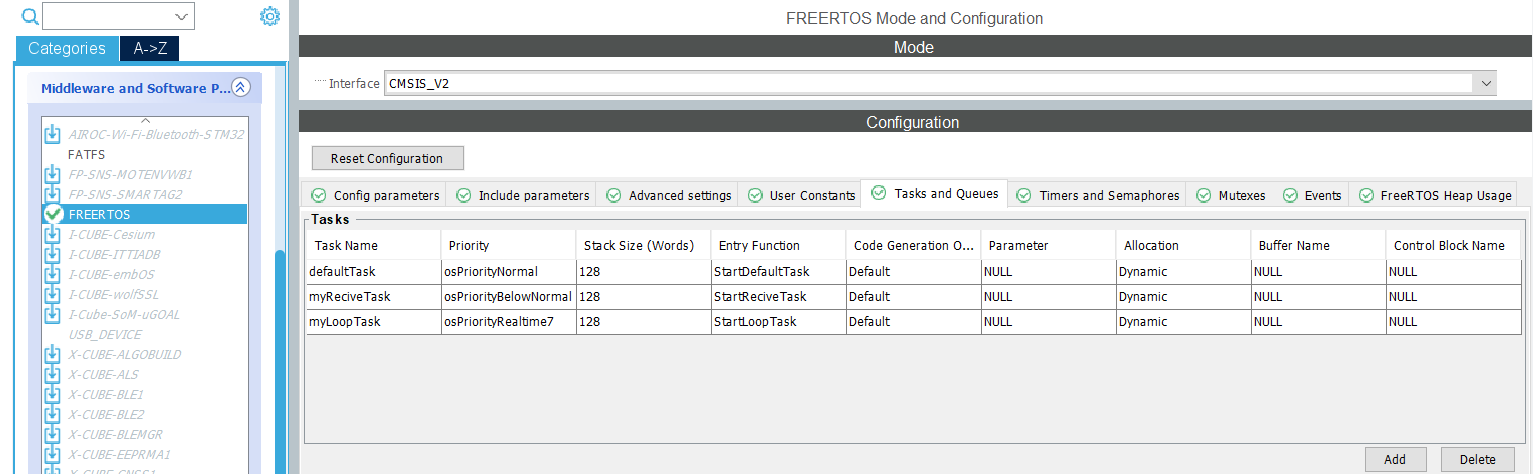 FREERTOS Mode and Configuration
Categories A->Z
Mode
Middleware and Software P...
Interface CMSIS_V2
Configuration
AIROC-Wi-Fi-Bluetooth-STM32
FATFS
FP-SNS-MOTENVWB1
FP-SNS-SMARTAG2
FREERTOS
I-CUBE-Cesium
I-CUBE-ITTIADB
I-CUBE-embOS
I-CUBE-wolfSSL
I-Cube-SoM-uGOAL
USB_DEVICE
X-CUBE-ALGOBUILD
X-CUBE-ALS
X-CUBE-BLE1
X-CUBE-BLE2
X-CUBE-BLEMGR
X-CUBE-EEPRMA1
Reset Configuration
Config parameters Include parameters Advanced settings User Constants Tasks and Queues Timers and Semaphores Mutexes Events FreeRTOS Heap Usage
Tasks
Task Name Priority Stack Size (Words) Entry Function Code Generation O... Parameter Allocation Buffer Name Control Block Name
defaultTask osPriorityNormal 128 StartDefaultTask Default NULL Dynamic NULL NULL
myReciveTask osPriorityBelowNormal 128 StartReciveTask Default NULL Dynamic NULL NULL
myLoopTask osPriorityRealtime7 128 StartLoopTask Default NULL Dynamic NULL NULL
Add Delete